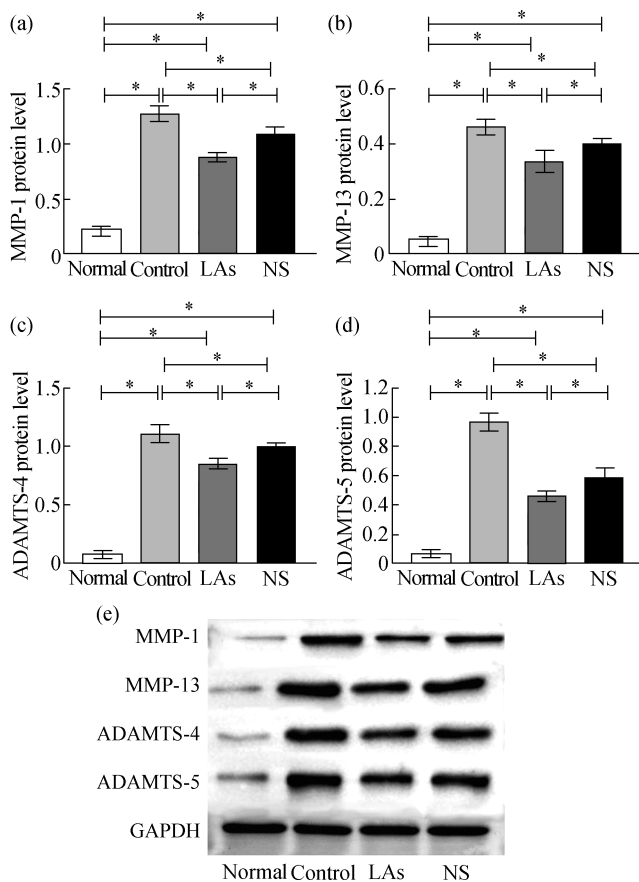 (a)
* * * * * *
MMP-1 protein level
1.5
1.0
0.5
0
Normal Control LAs NS
(b)
* * * * * *
MMP-13 protein level
0.6
0.4
0.2
0
Normal Control LAs NS
(c)
* * * * * *
ADAMTS-4 protein level
1.5
1.0
0.5
0
Normal Control LAs NS
(d)
* * * * * *
ADAMTS-5 protein level
1.2
1.0
0.8
0.6
0.4
0.2
0
Normal Control LAs NS
(e)
MMP-1
MMP-13
ADAMTS-4
ADAMTS-5
GAPDH
Normal Control LAs NS